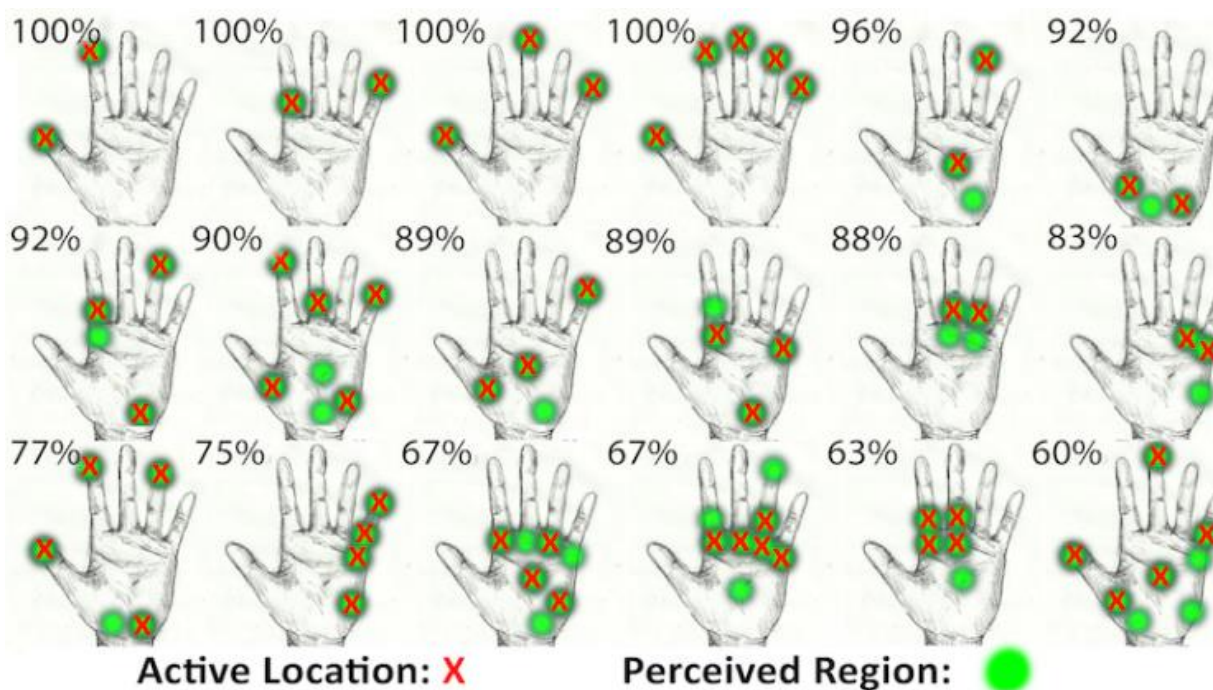 100% 100% 100% 100% 96% 92%
92% 90% 89% 89% 88% 83%
77% 75% 67% 67% 63% 60%
X X X X X X X X X X X X X X X X X X
Active Location: X Perceived Region: